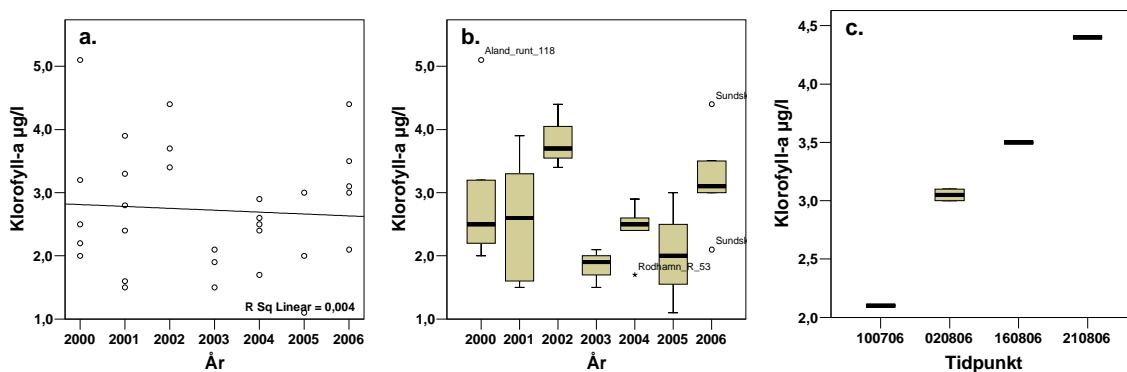 a.
Klorofyll-a µg/l
5,0
4,0
3,0
2,0
1,0
R Sq Linear = 0,004
2000 2001 2002 2003 2004 2005 2006
År
b.
Klorofyll-a µg/l
5,0
4,0
3,0
2,0
1,0
Aland_runt_118
Sundsk
Rodhamn_R_53
Sundsk
2000 2001 2002 2003 2004 2005 2006
År
c.
Klorofyll-a µg/l
4,5
4,0
3,5
3,0
2,5
2,0
100706 020806 160806 210806
Tidpunkt